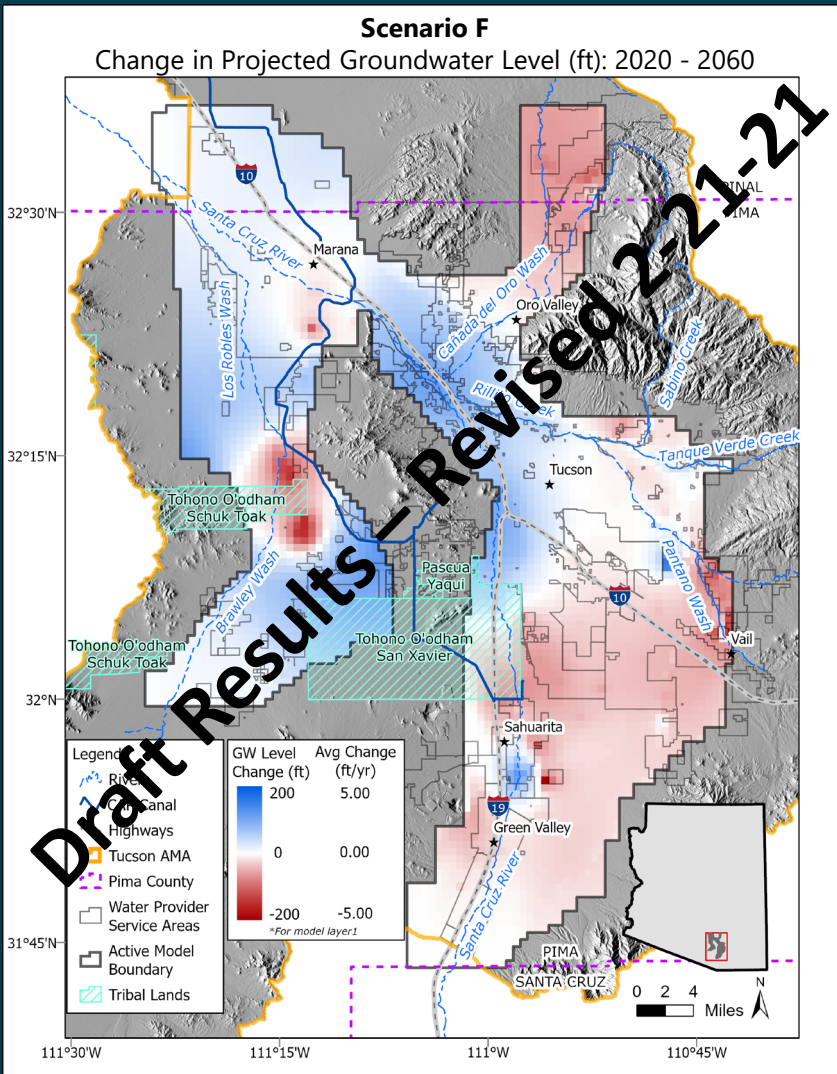 Scenario F
Change in Projected Groundwater Level (ft): 2020 - 2060
Draft Results – Revised 2-21-21
10
PINAL
PIMA
32°30'N
Santa Cruz River
Marana
Cañada del Oro Wash
Oro Valley
Los Robles Wash
Rillito Creek
Sabino Creek
32°15'N
Tanque Verde Creek
Tucson
Tohono O'odham
Schuk Toak
Pascua
Yaqui
Pantano Wash
Brawley Wash
10
Vail
Tohono O'odham
San Xavier
Tohono O'odham
Schuk Toak
32°N
Sahuarita
19
Green Valley
Santa Cruz River
31°45'N
PIMA
SANTA CRUZ
Legend
Rivers
CAP Canal
Highways
Tucson AMA
Pima County
Water Provider
Service Areas
Active Model
Boundary
Tribal Lands
GW Level Avg Change
Change (ft) (ft/yr)
200 5.00
0 0.00
-200 -5.00
*For model layer1
0 2 4 Miles
N
111°30'W 111°15'W 111°W 110°45'W